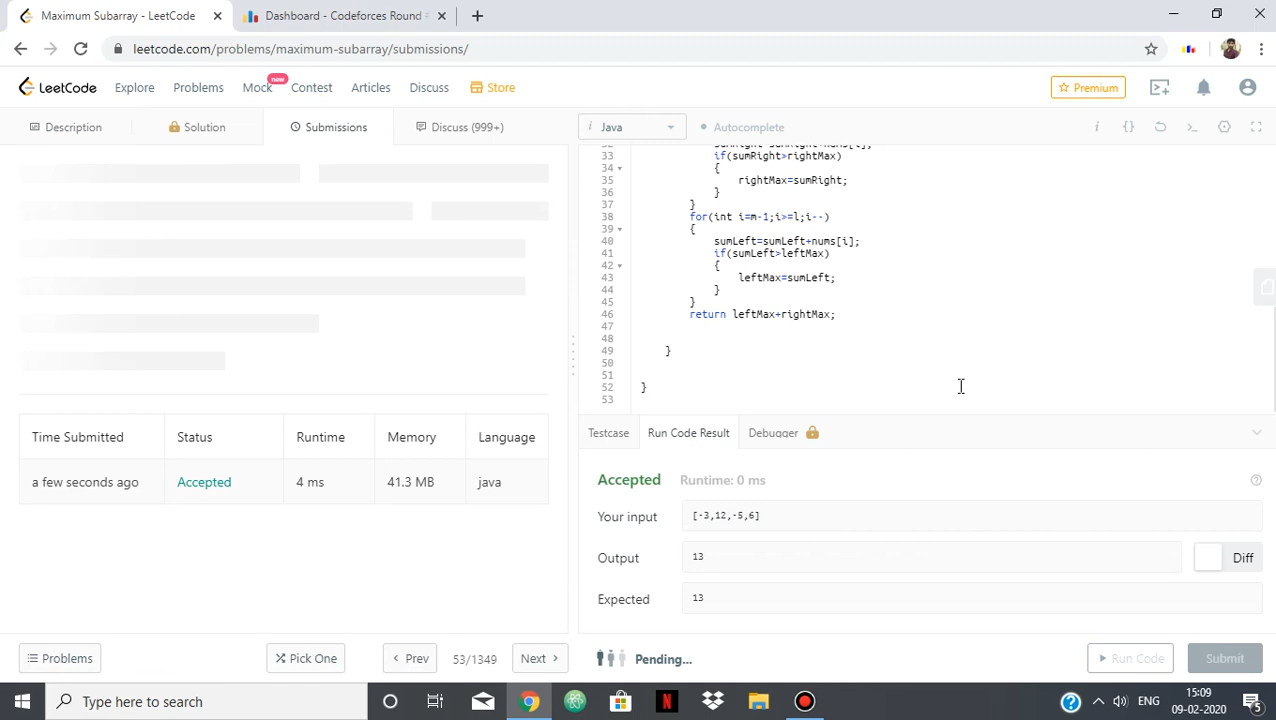 Maximum Subarray - LeetCode
Dashboard - Codeforces Round
leetcode.com/problems/maximum-subarray/submissions/
LeetCode
Explore
Problems
Mock
new
Contest
Articles
Discuss
Store
Premium
Description
Solution
Submissions
Discuss (999+)
i Java
Autocomplete
33 if(sumRight>rightMax)
34 {
35 rightMax=sumRight;
36 }
37 }
38 for(int i=m-1;i>=l;i--)
39 {
40 sumLeft=sumLeft+nums[i];
41 if(sumLeft>leftMax)
42 {
43 leftMax=sumLeft;
44 }
45 }
46 return leftMax+rightMax;
47
48
49 }
50
51
52 }
53
Time Submitted Status Runtime Memory Language
a few seconds ago Accepted 4 ms 41.3 MB java
Testcase
Run Code Result
Debugger
Accepted Runtime: 0 ms
Your input [-3,12,-5,6]
Output 13
Diff
Expected 13
Problems
Pick One
Prev
53/1349
Next
Pending...
Run Code
Submit
Type here to search
ENG
15:09
09-02-2020
5